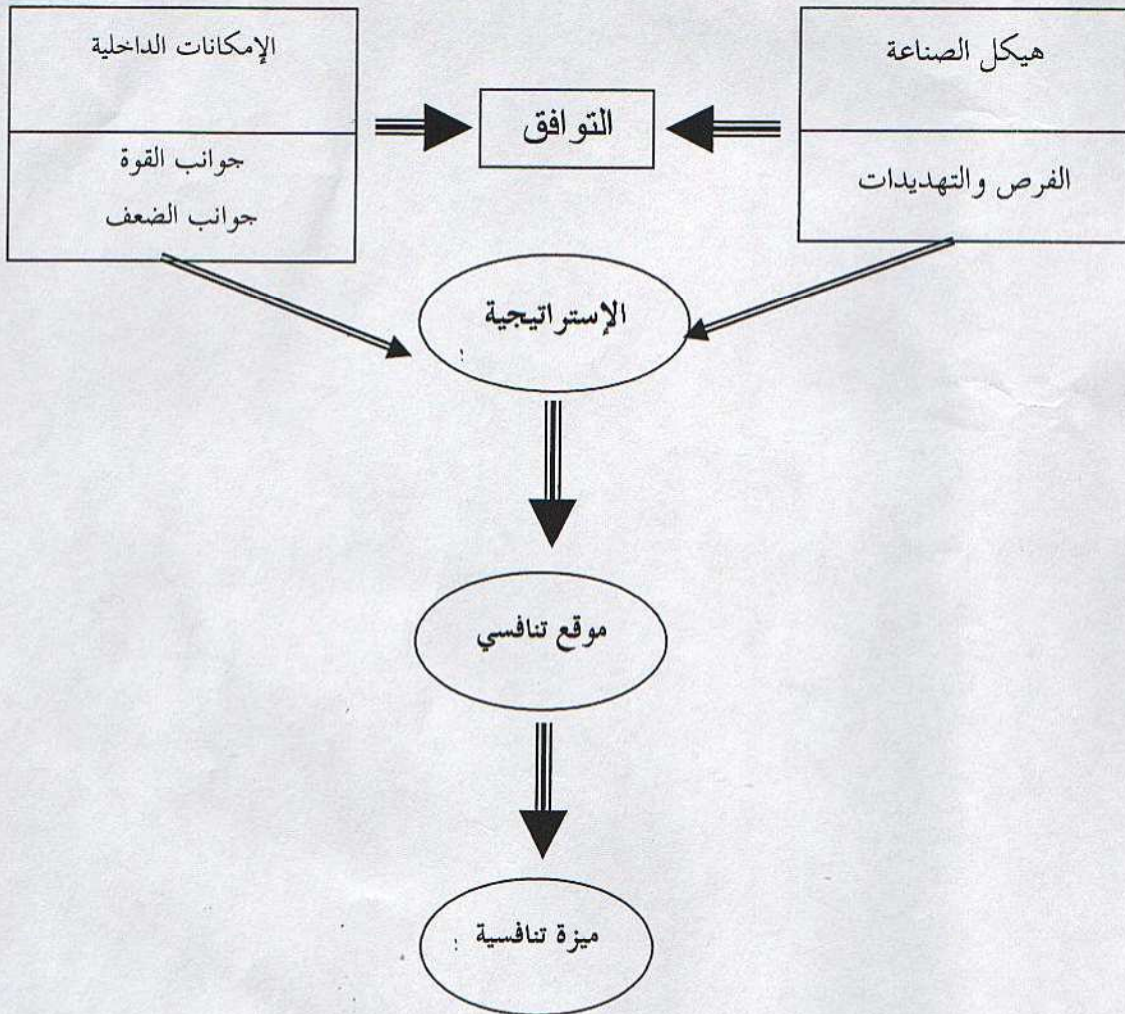 هيكل الصناعة
الفرص والتهديدات
التوافق
الإمكانات الداخلية
جوانب القوة
جوانب الضعف
الإستراتيجية
موقع تنافسي
ميزة تنافسية